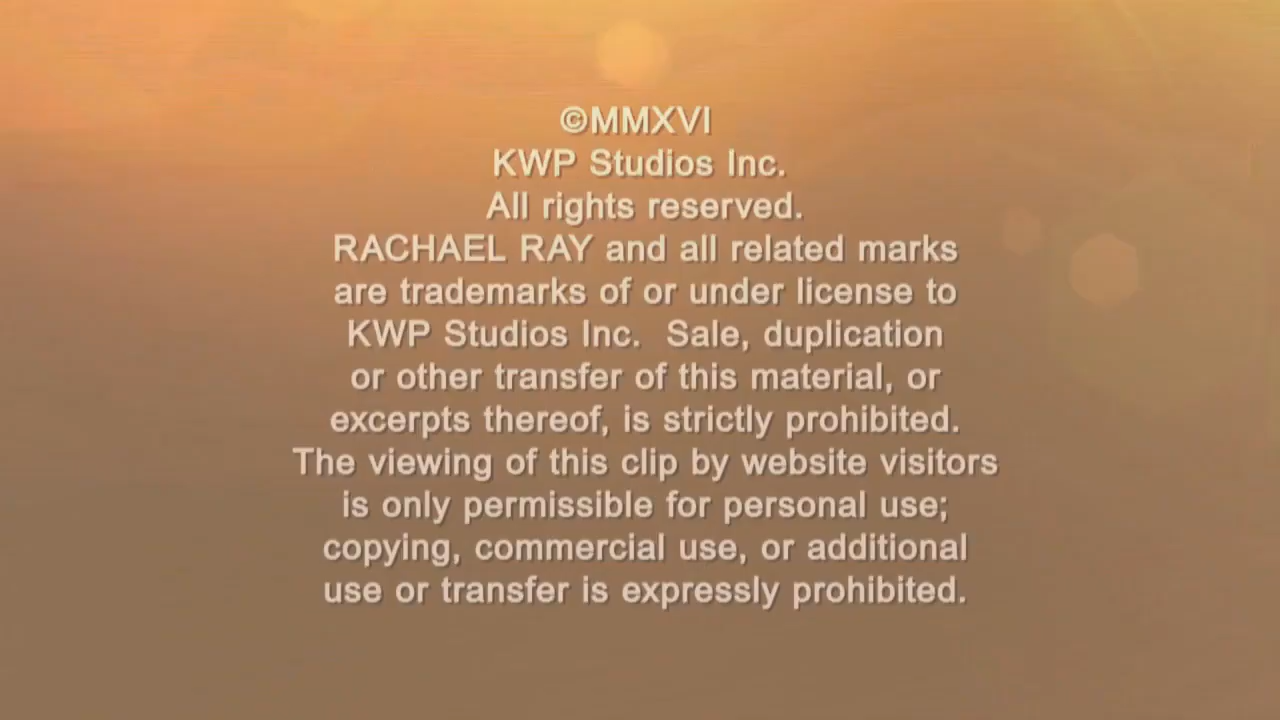 ©MMXVI
KWP Studios Inc.
All rights reserved.
RACHAEL RAY and all related marks
are trademarks of or under license to
KWP Studios Inc.  Sale, duplication
or other transfer of this material, or
excerpts thereof, is strictly prohibited.
The viewing of this clip by website visitors
is only permissible for personal use;
copying, commercial use, or additional
use or transfer is expressly prohibited.